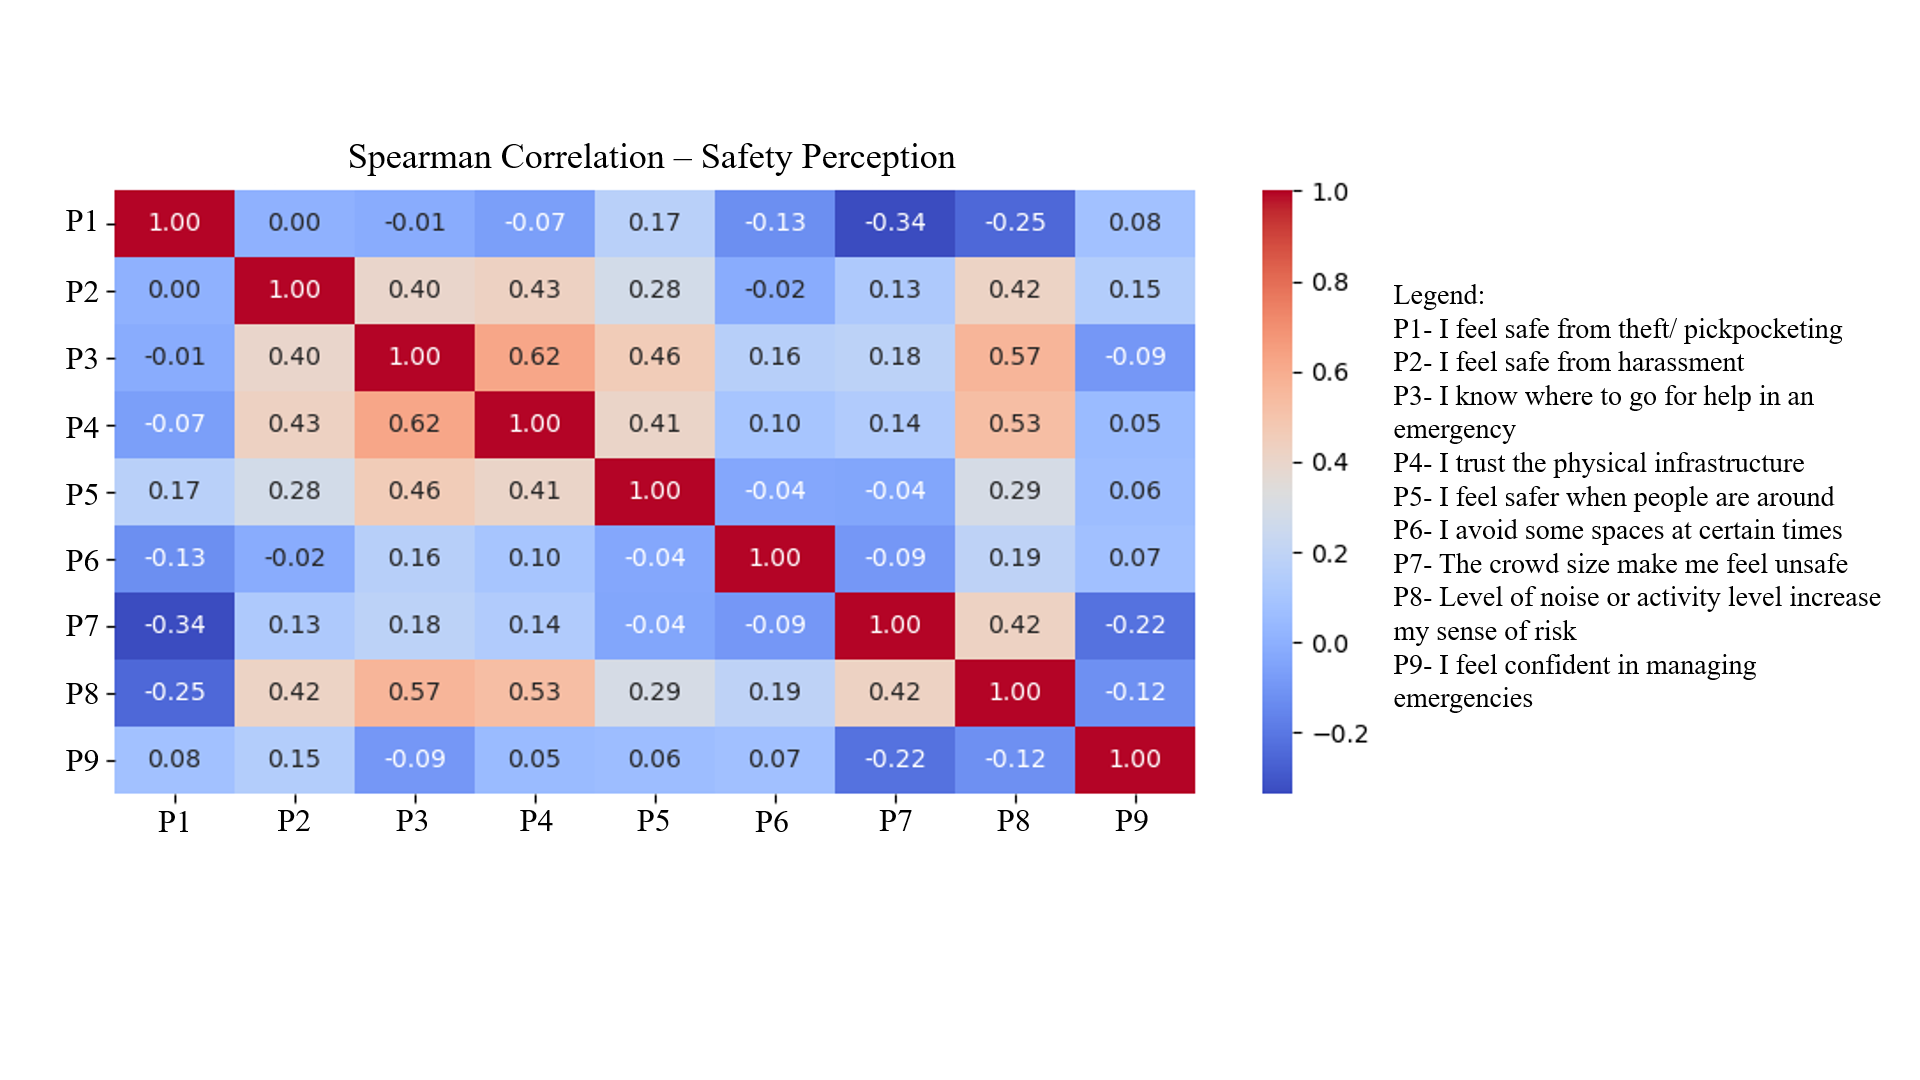 Spearman Correlation – Safety Perception
P1 1.00 0.00 -0.01 -0.07 0.17 -0.13 -0.34 -0.25 0.08
P2 0.00 1.00 0.40 0.43 0.28 -0.02 0.13 0.42 0.15
P3 -0.01 0.40 1.00 0.62 0.46 0.16 0.18 0.57 -0.09
P4 -0.07 0.43 0.62 1.00 0.41 0.10 0.14 0.53 0.05
P5 0.17 0.28 0.46 0.41 1.00 -0.04 -0.04 0.29 0.06
P6 -0.13 -0.02 0.16 0.10 -0.04 1.00 -0.09 0.19 0.07
P7 -0.34 0.13 0.18 0.14 -0.04 -0.09 1.00 0.42 -0.22
P8 -0.25 0.42 0.57 0.53 0.29 0.19 0.42 1.00 -0.12
P9 0.08 0.15 -0.09 0.05 0.06 0.07 -0.22 -0.12 1.00
P1 P2 P3 P4 P5 P6 P7 P8 P9
1.0
0.8
0.6
0.4
0.2
0.0
−0.2
Legend:
P1- I feel safe from theft/ pickpocketing
P2- I feel safe from harassment
P3- I know where to go for help in an
emergency
P4- I trust the physical infrastructure
P5- I feel safer when people are around
P6- I avoid some spaces at certain times
P7- The crowd size make me feel unsafe
P8- Level of noise or activity level increase
my sense of risk
P9- I feel confident in managing
emergencies